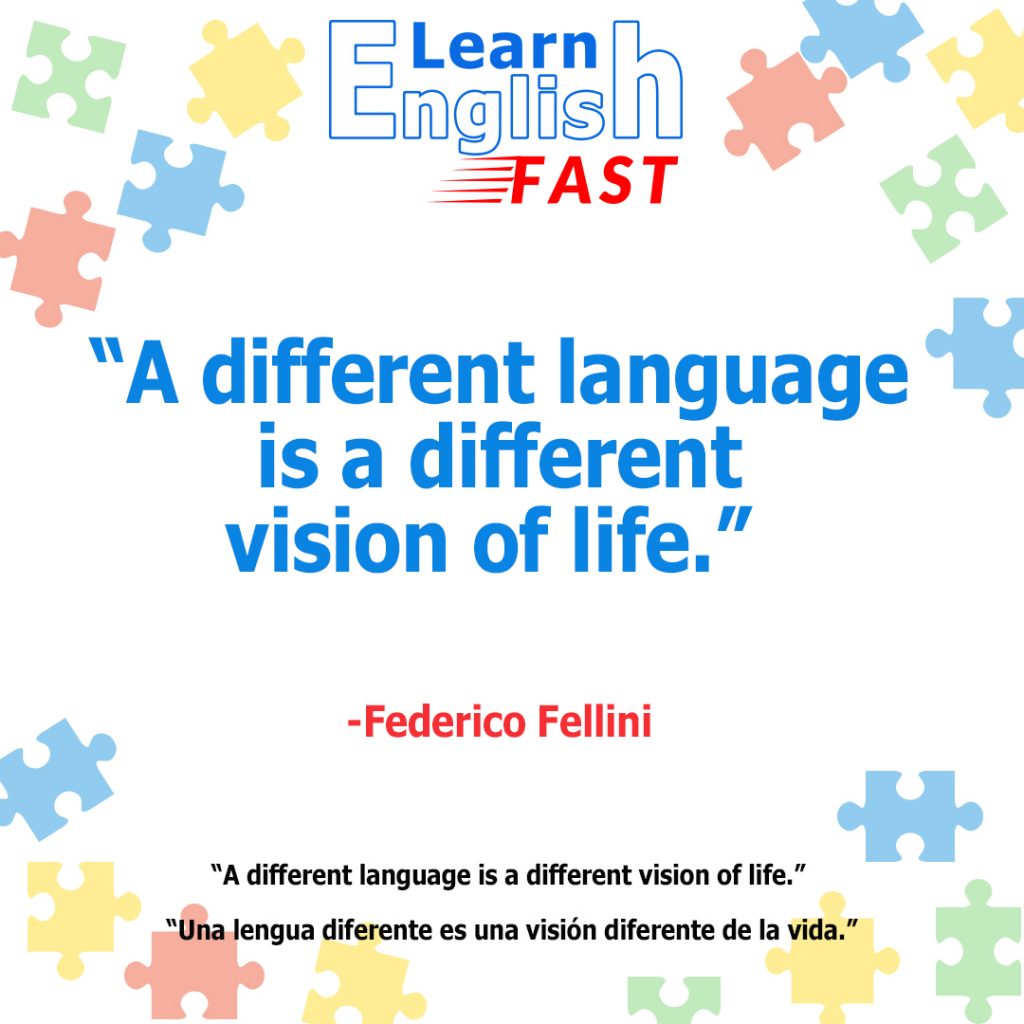 Learn
English
FAST
“A different language
is a different
vision of life.”
-Federico Fellini
“A different language is a different vision of life.”
“Una lengua diferente es una visión diferente de la vida.”